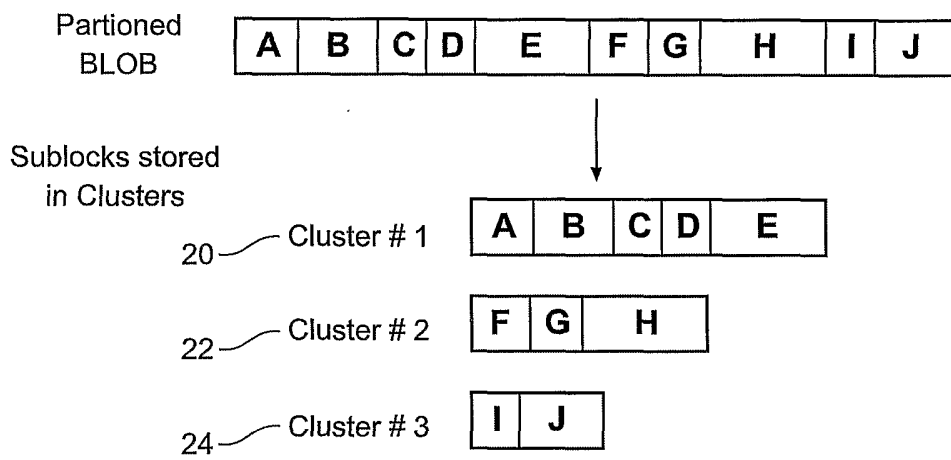 Partioned
BLOB
A B C D E F G H I J
Sublocks stored
in Clusters
20 Cluster # 1 A B C D E
22 Cluster # 2 F G H
24 Cluster # 3 I J